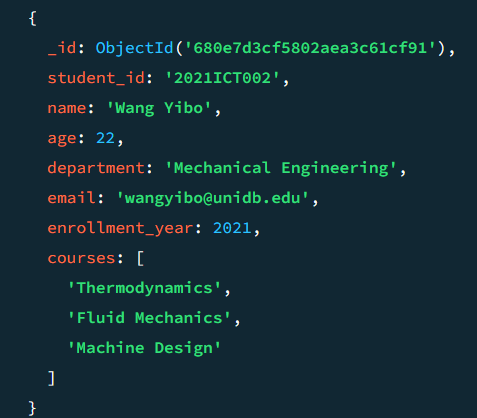 {
_id: ObjectId('680e7d3cf5802aea3c61cf91'),
student_id: '2021ICT002',
name: 'Wang Yibo',
age: 22,
department: 'Mechanical Engineering',
email: 'wangyibo@unidb.edu',
enrollment_year: 2021,
courses: [
'Thermodynamics',
'Fluid Mechanics',
'Machine Design'
]
}